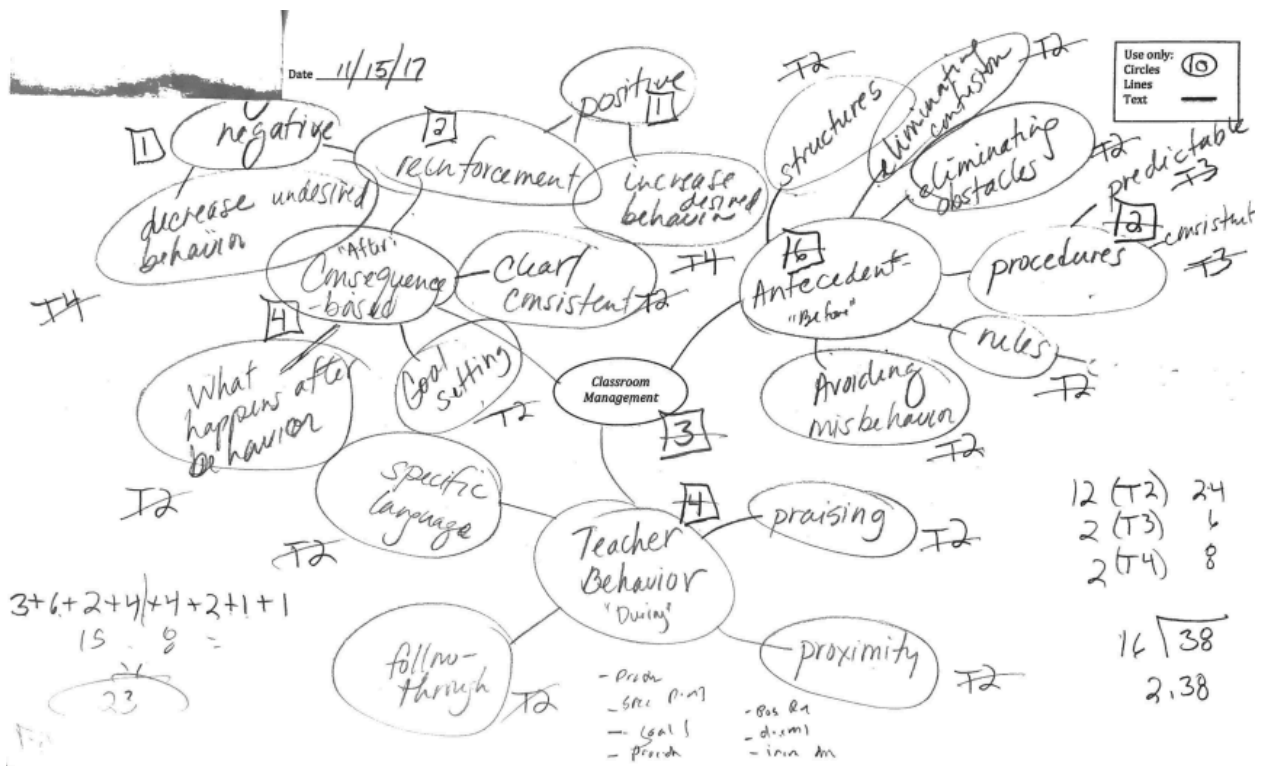 Date 11/15/17
Use only:
Circles
Lines
Text
10
1
negative
2
reinforcement
positive
1
decrease undesired
behavior
T4
increase
desired
behavior
T4
"After"
Consequence
-based
4
clear/
consistent
T2
What
happens after
behavior
T2
Goal
setting
T2
Classroom
Management
3
T2
structures
eliminating
confusion
T2
eliminating
obstacles
T2
6
Antecedent-
"Before"
predictable
T3
2
procedures
consistent
T3
rules
T2
Avoiding
misbehavior
T2
specific
language
T2
4
Teacher
Behavior
"During"
praising
T2
proximity
T2
follow-
through
T2
3+6+2+4+4+2+1+1
15 8 =
23
12 (T2) 24
2 (T3) 6
2 (T4) 8
16 38
2.38